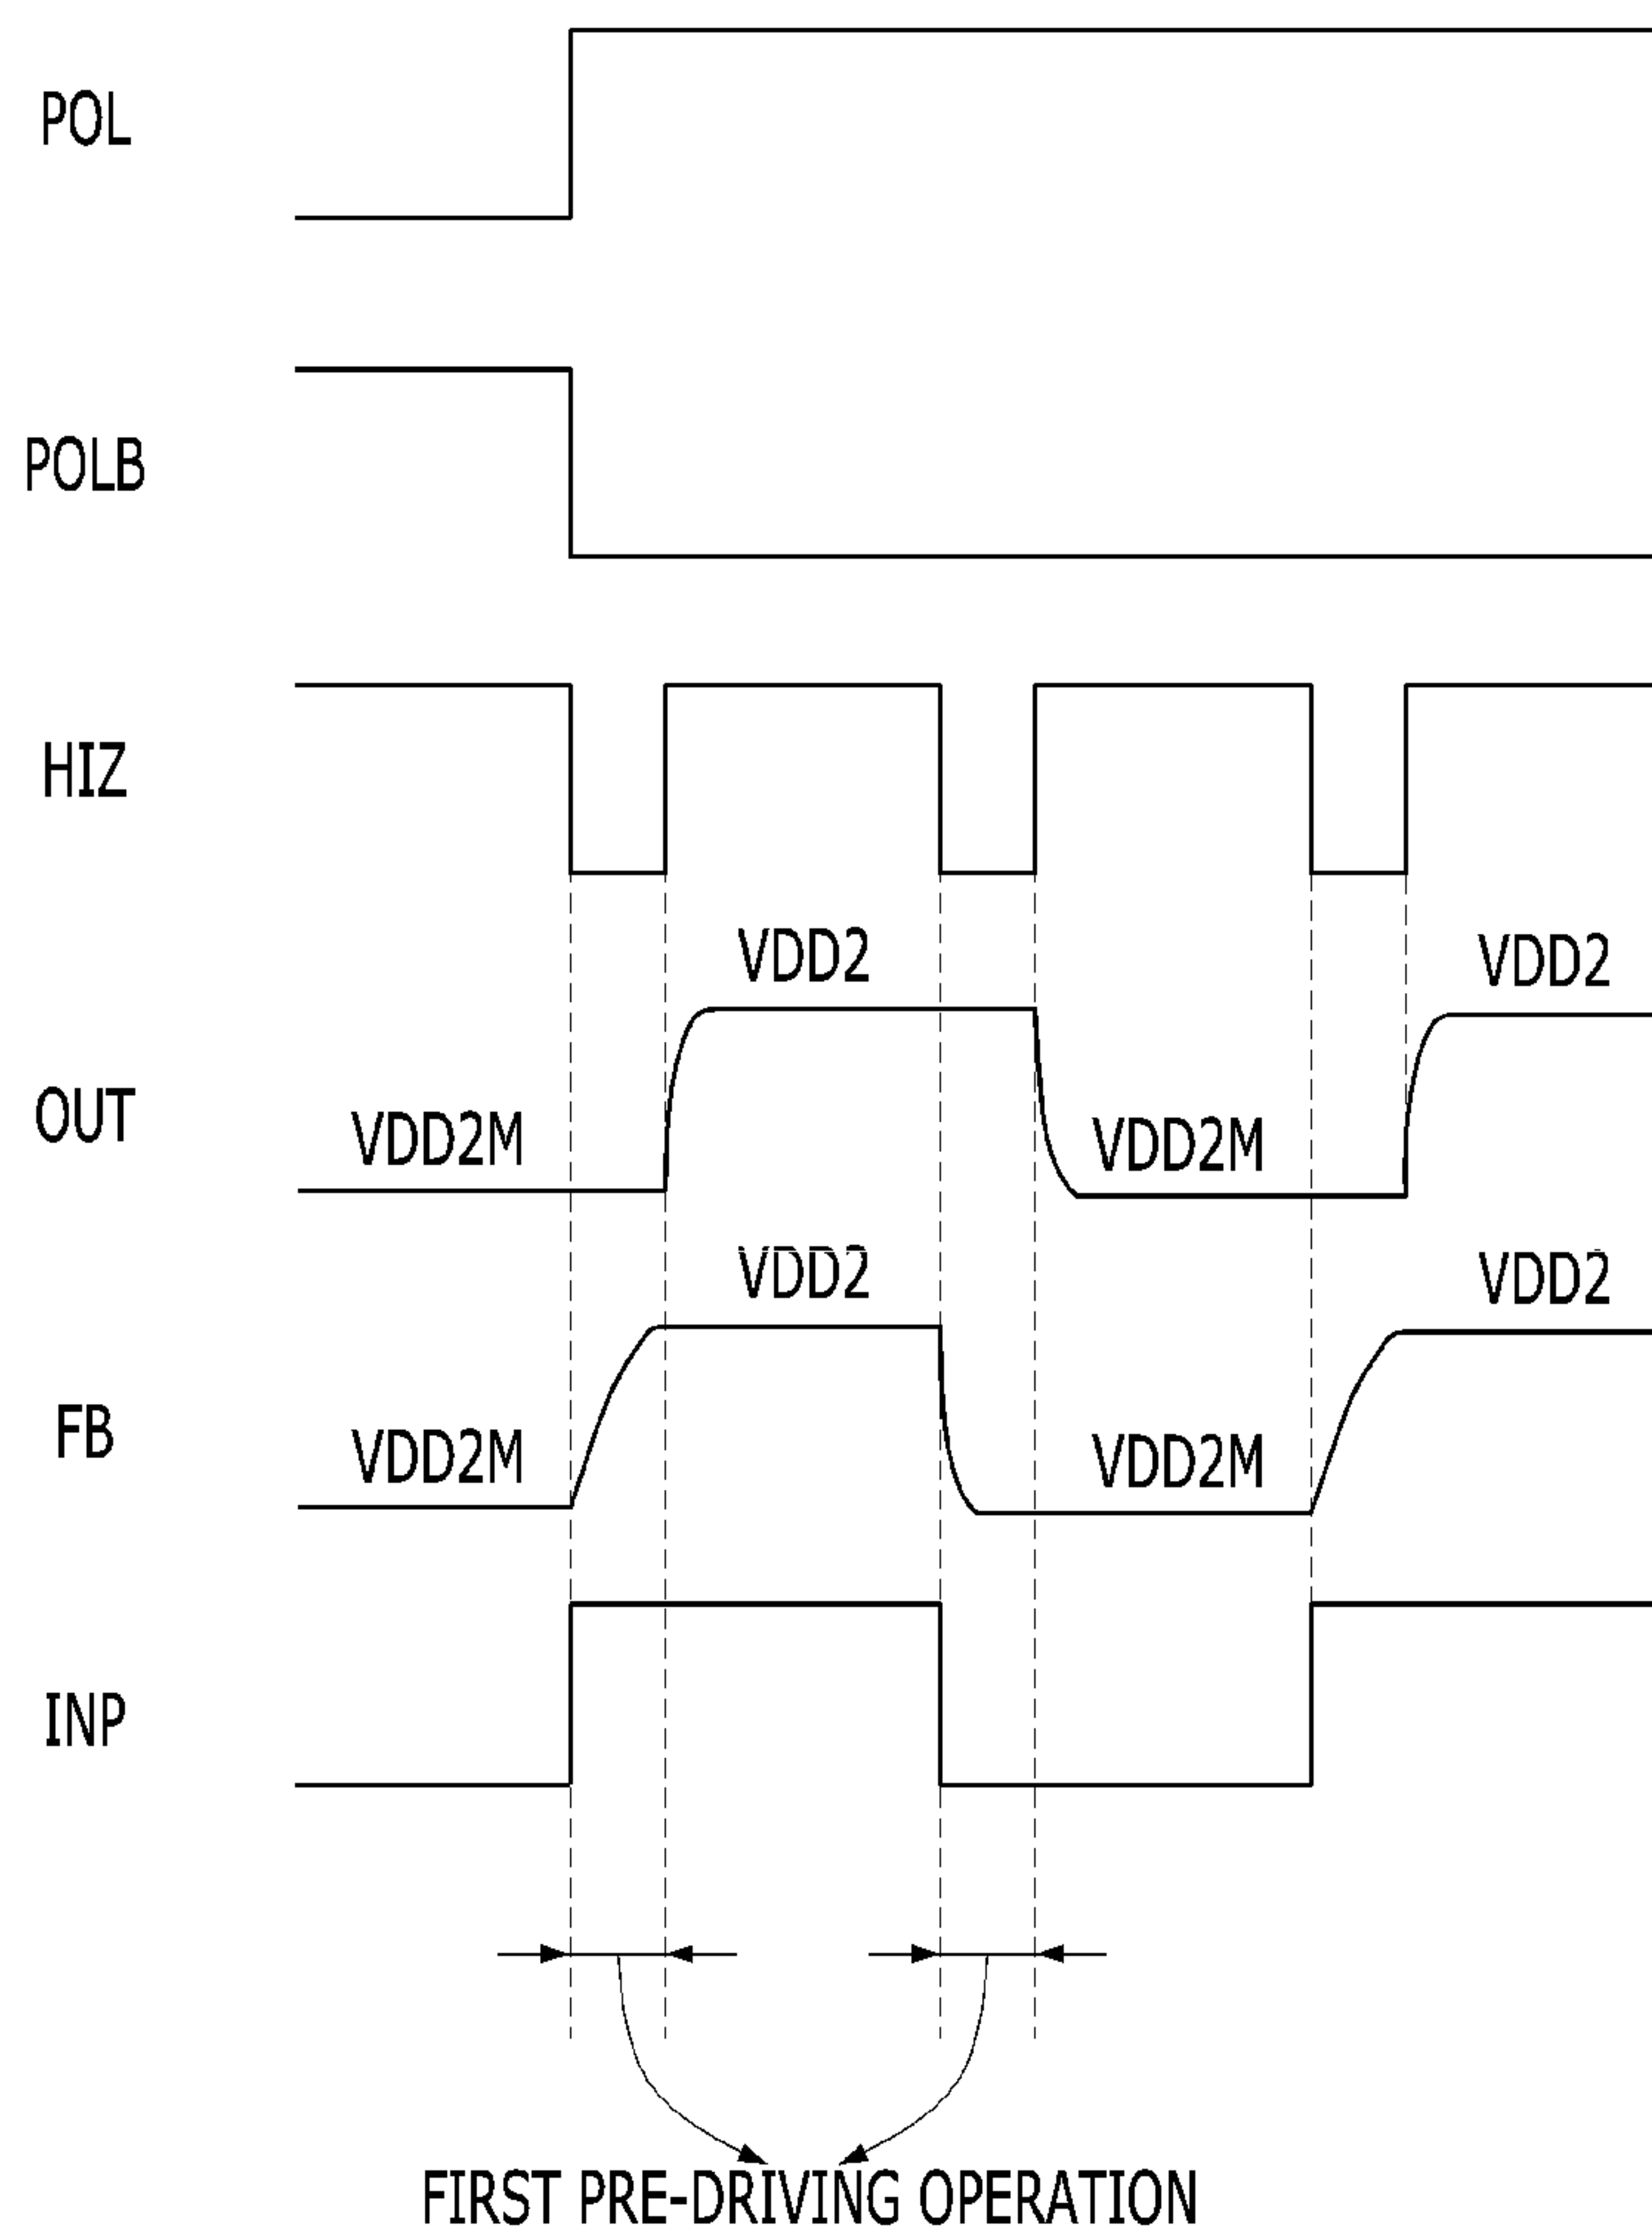 POL
POLB
HIZ
VDD2
VDD2
OUT
VDD2M
VDD2M
VDD2
VDD2
FB
VDD2M
VDD2M
INP
FIRST PRE-DRIVING OPERATION